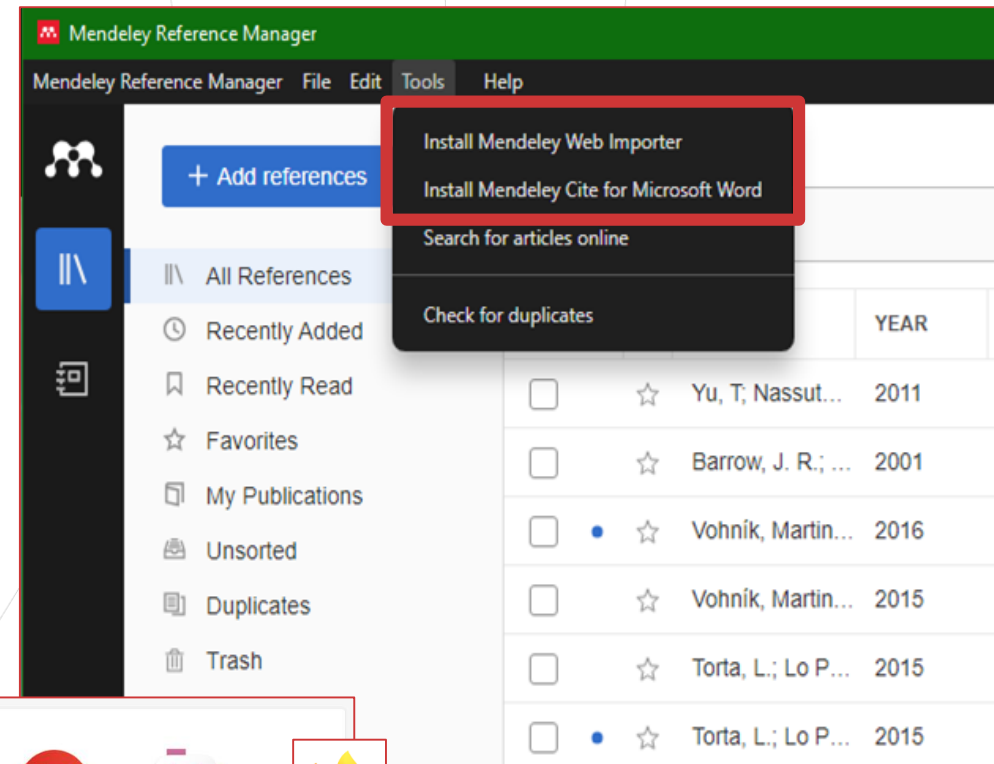 Mendeley Reference Manager
Mendeley Reference Manager File Edit Tools Help
Install Mendeley Web Importer
Install Mendeley Cite for Microsoft Word
Search for articles online
Check for duplicates
+ Add references
All References
Recently Added
Recently Read
Favorites
My Publications
Unsorted
Duplicates
Trash
YEAR
Yu, T; Nassut... 2011
Barrow, J. R.; ... 2001
Vohník, Martin... 2016
Vohník, Martin... 2015
Torta, L.; Lo P... 2015
Torta, L.; Lo P... 2015